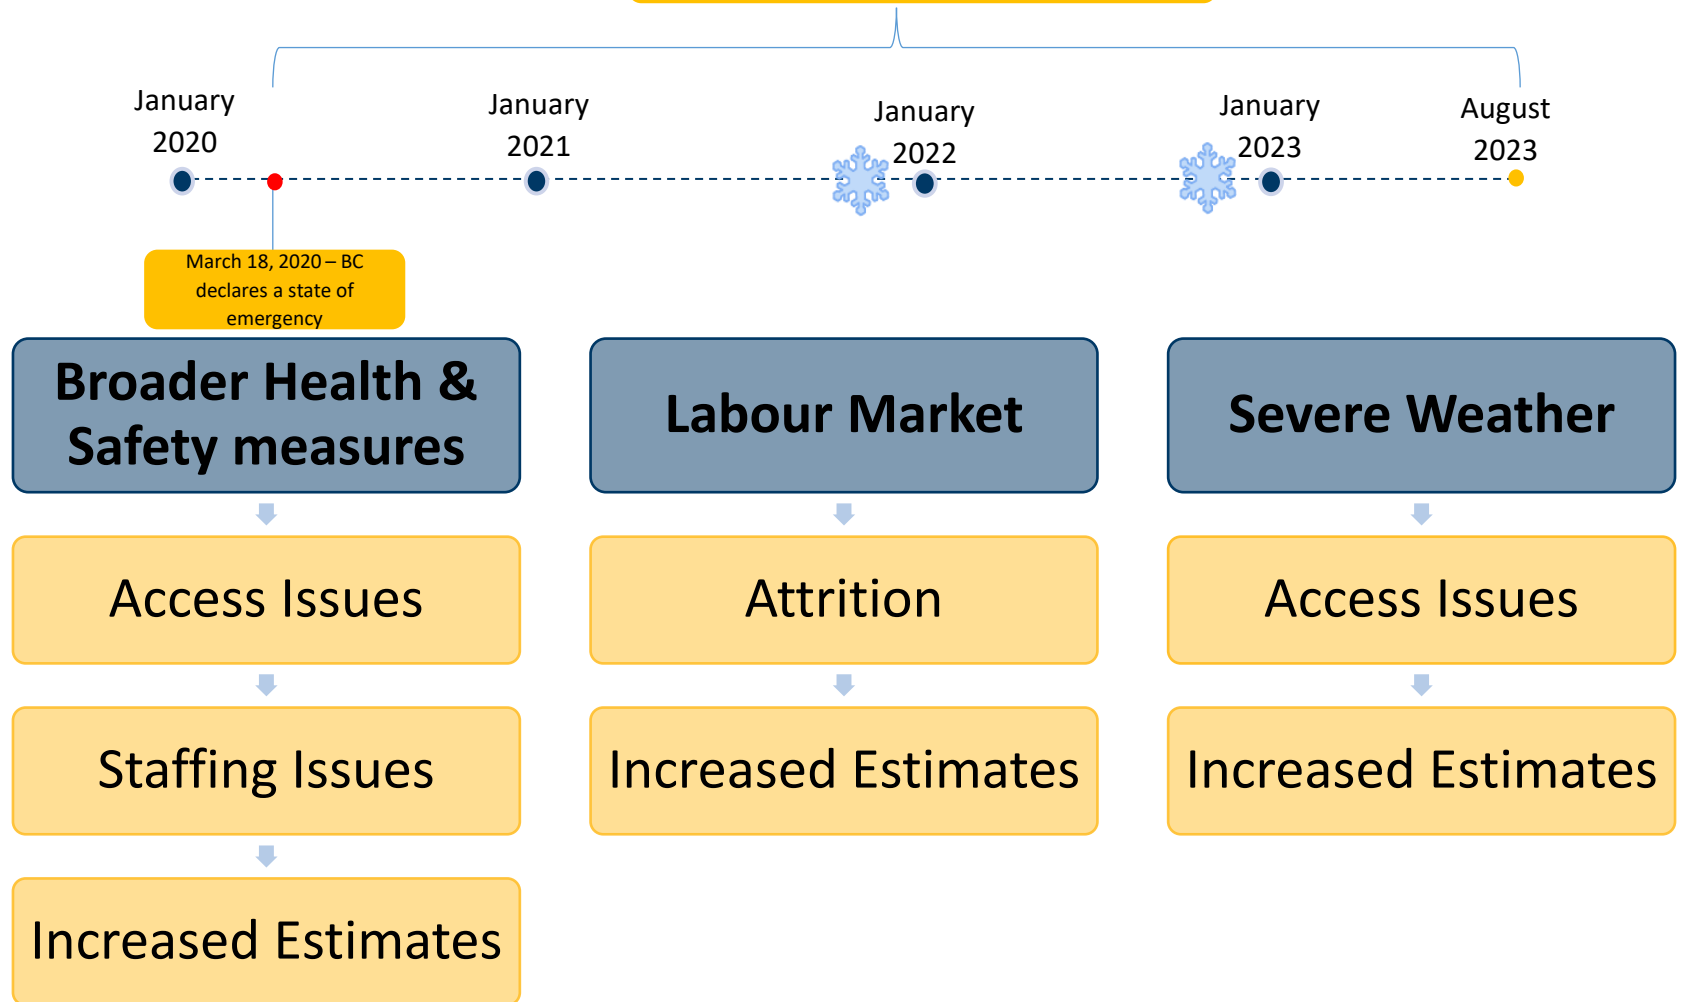 January
2020
January
2021
January
2022
January
2023
August
2023
March 18, 2020 – BC
declares a state of
emergency
Broader Health &
Safety measures
Labour Market
Severe Weather
Access Issues
Attrition
Access Issues
Staffing Issues
Increased Estimates
Increased Estimates
Increased Estimates